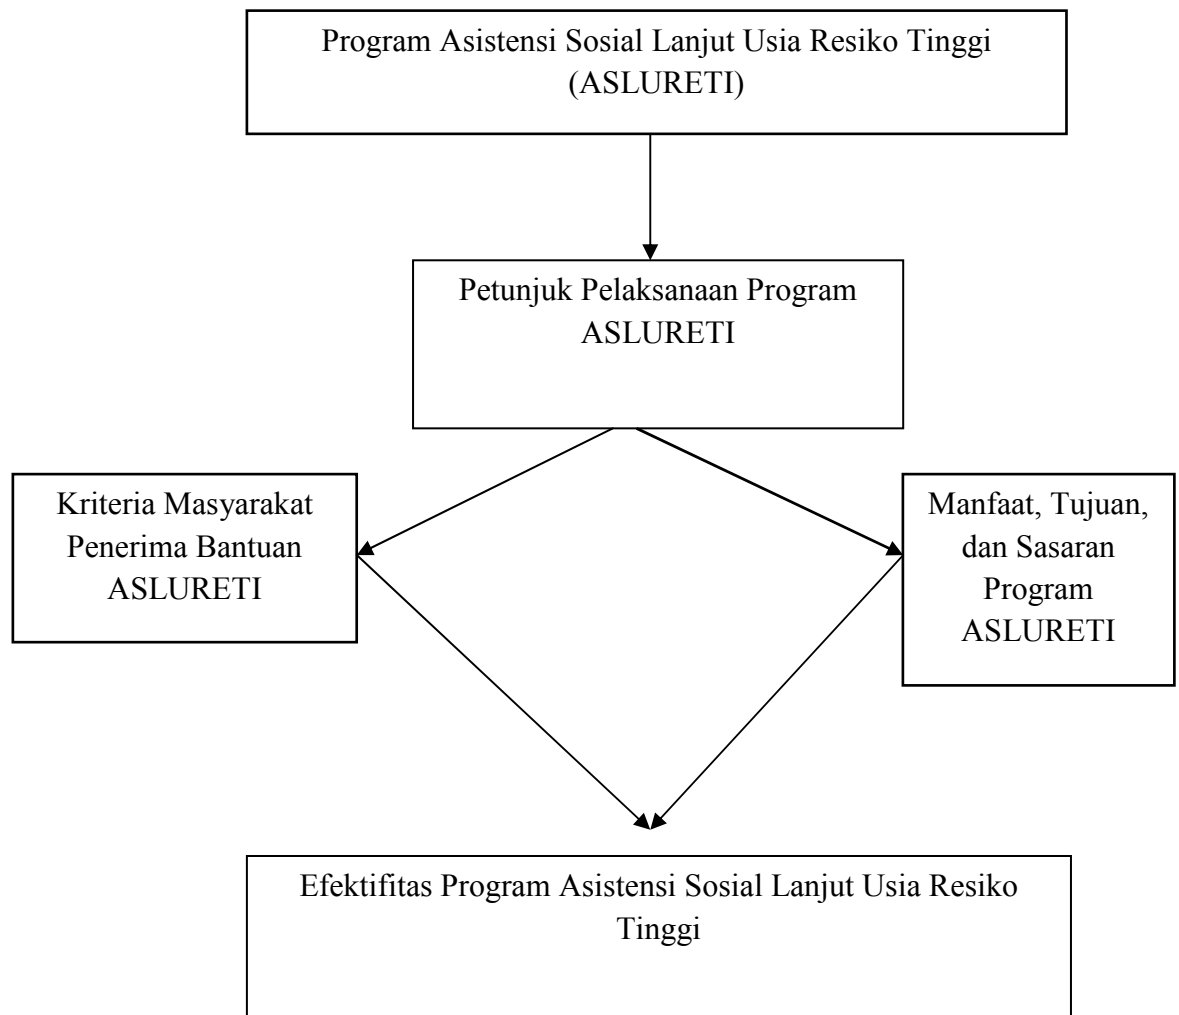 Program Asistensi Sosial Lanjut Usia Resiko Tinggi
(ASLURETI)
Petunjuk Pelaksanaan Program
ASLURETI
Kriteria Masyarakat
Penerima Bantuan
ASLURETI
Manfaat, Tujuan,
dan Sasaran
Program
ASLURETI
Efektifitas Program Asistensi Sosial Lanjut Usia Resiko
Tinggi